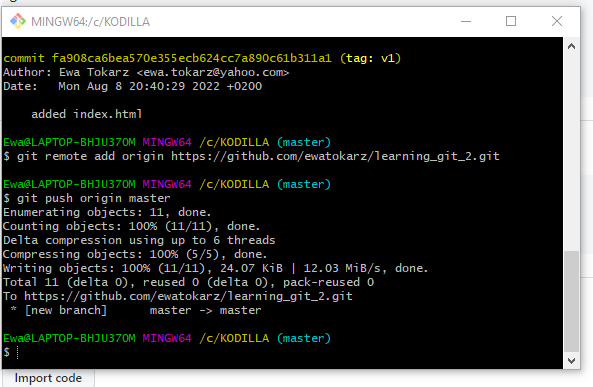 MINGW64:/c/KODILLA
commit fa908ca6bea570e355ecb624cc7a890c61b311a1 (tag: v1)
Author: Ewa Tokarz <ewa.tokarz@yahoo.com>
Date:   Mon Aug 8 20:40:29 2022 +0200
    added index.html
Ewa@LAPTOP-BHJU37OM MINGW64 /c/KODILLA (master)
$ git remote add origin https://github.com/ewatokarz/learning_git_2.git
Ewa@LAPTOP-BHJU37OM MINGW64 /c/KODILLA (master)
$ git push origin master
Enumerating objects: 11, done.
Counting objects: 100% (11/11), done.
Delta compression using up to 6 threads
Compressing objects: 100% (5/5), done.
Writing objects: 100% (11/11), 24.07 KiB | 12.03 MiB/s, done.
Total 11 (delta 0), reused 0 (delta 0), pack-reused 0
To https://github.com/ewatokarz/learning_git_2.git
 * [new branch]      master -> master
Ewa@LAPTOP-BHJU37OM MINGW64 /c/KODILLA (master)
$
Import code